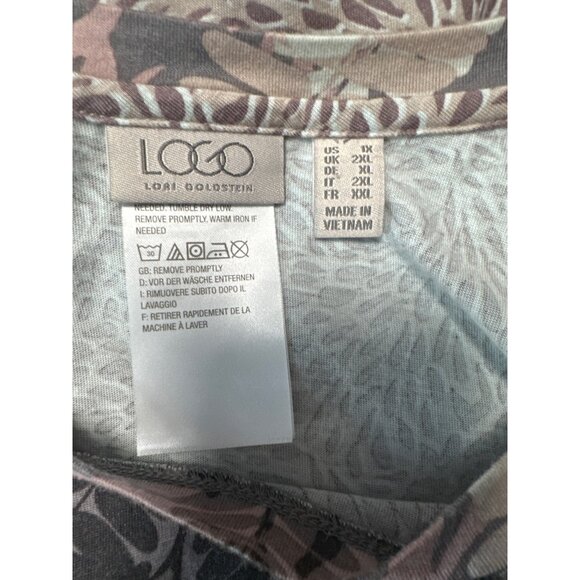 LOGO
LORI GOLDSTEIN
NEEDED. TUMBLE DRY LOW.
REMOVE PROMPTLY. WARM IRON IF
NEEDED
30
GB: REMOVE PROMPTLY
D: VOR DER WÄSCHE ENTFERNEN
I: RIMUOVERE SUBITO DOPO IL
LAVAGGIO
F: RETIRER RAPIDEMENT DE LA
MACHINE À LAVER
US 1X
UK 2XL
DE XL
IT 2XL
FR XXL
MADE IN
VIETNAM